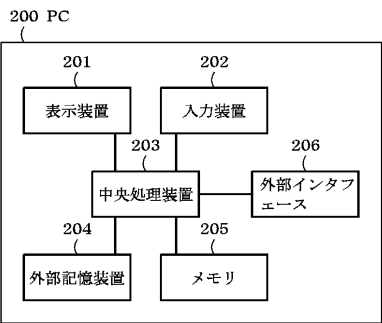 200 PC
201
202
表示装置
入力装置
203
206
中央処理装置
外部インタフ
ェース
204
205
外部記憶装置
メモリ